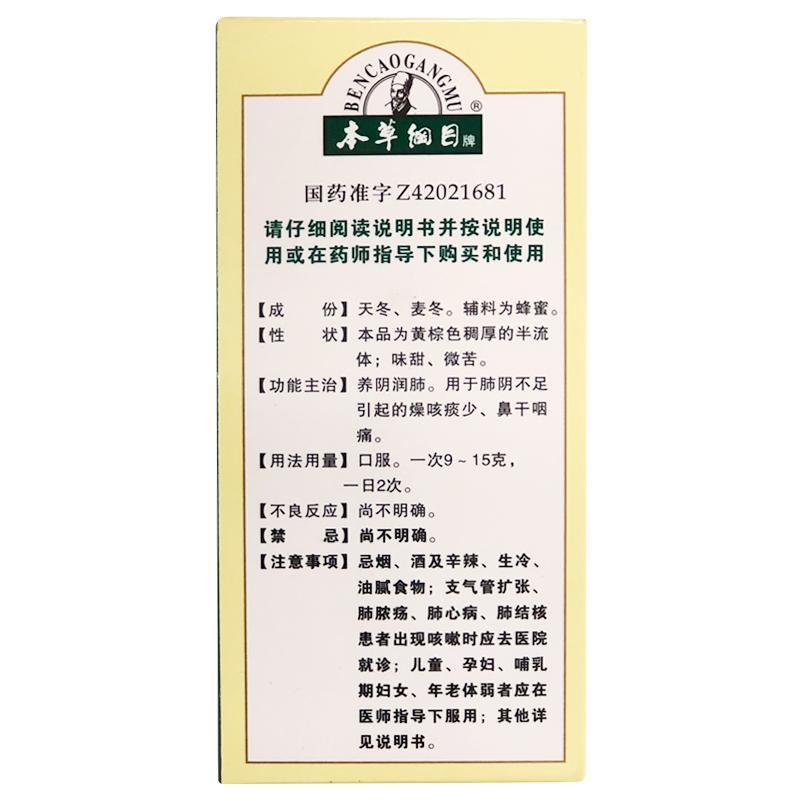 BENCAOGANGMU
®
本草纲目牌
国药准字Z42021681
请仔细阅读说明书并按说明使
用或在药师指导下购买和使用
【成　份】天冬、麦冬。辅料为蜂蜜。
【性　状】本品为黄棕色稠厚的半流
体；味甜、微苦。
【功能主治】养阴润肺。用于肺阴不足
引起的燥咳痰少、鼻干咽
痛。
【用法用量】口服。一次9~15克，
一日2次。
【不良反应】尚不明确。
【禁　忌】尚不明确。
【注意事项】忌烟、酒及辛辣、生冷、
油腻食物；支气管扩张、
肺脓疡、肺心病、肺结核
患者出现咳嗽时应去医院
就诊；儿童、孕妇、哺乳
期妇女、年老体弱者应在
医师指导下服用；其他详
见说明书。